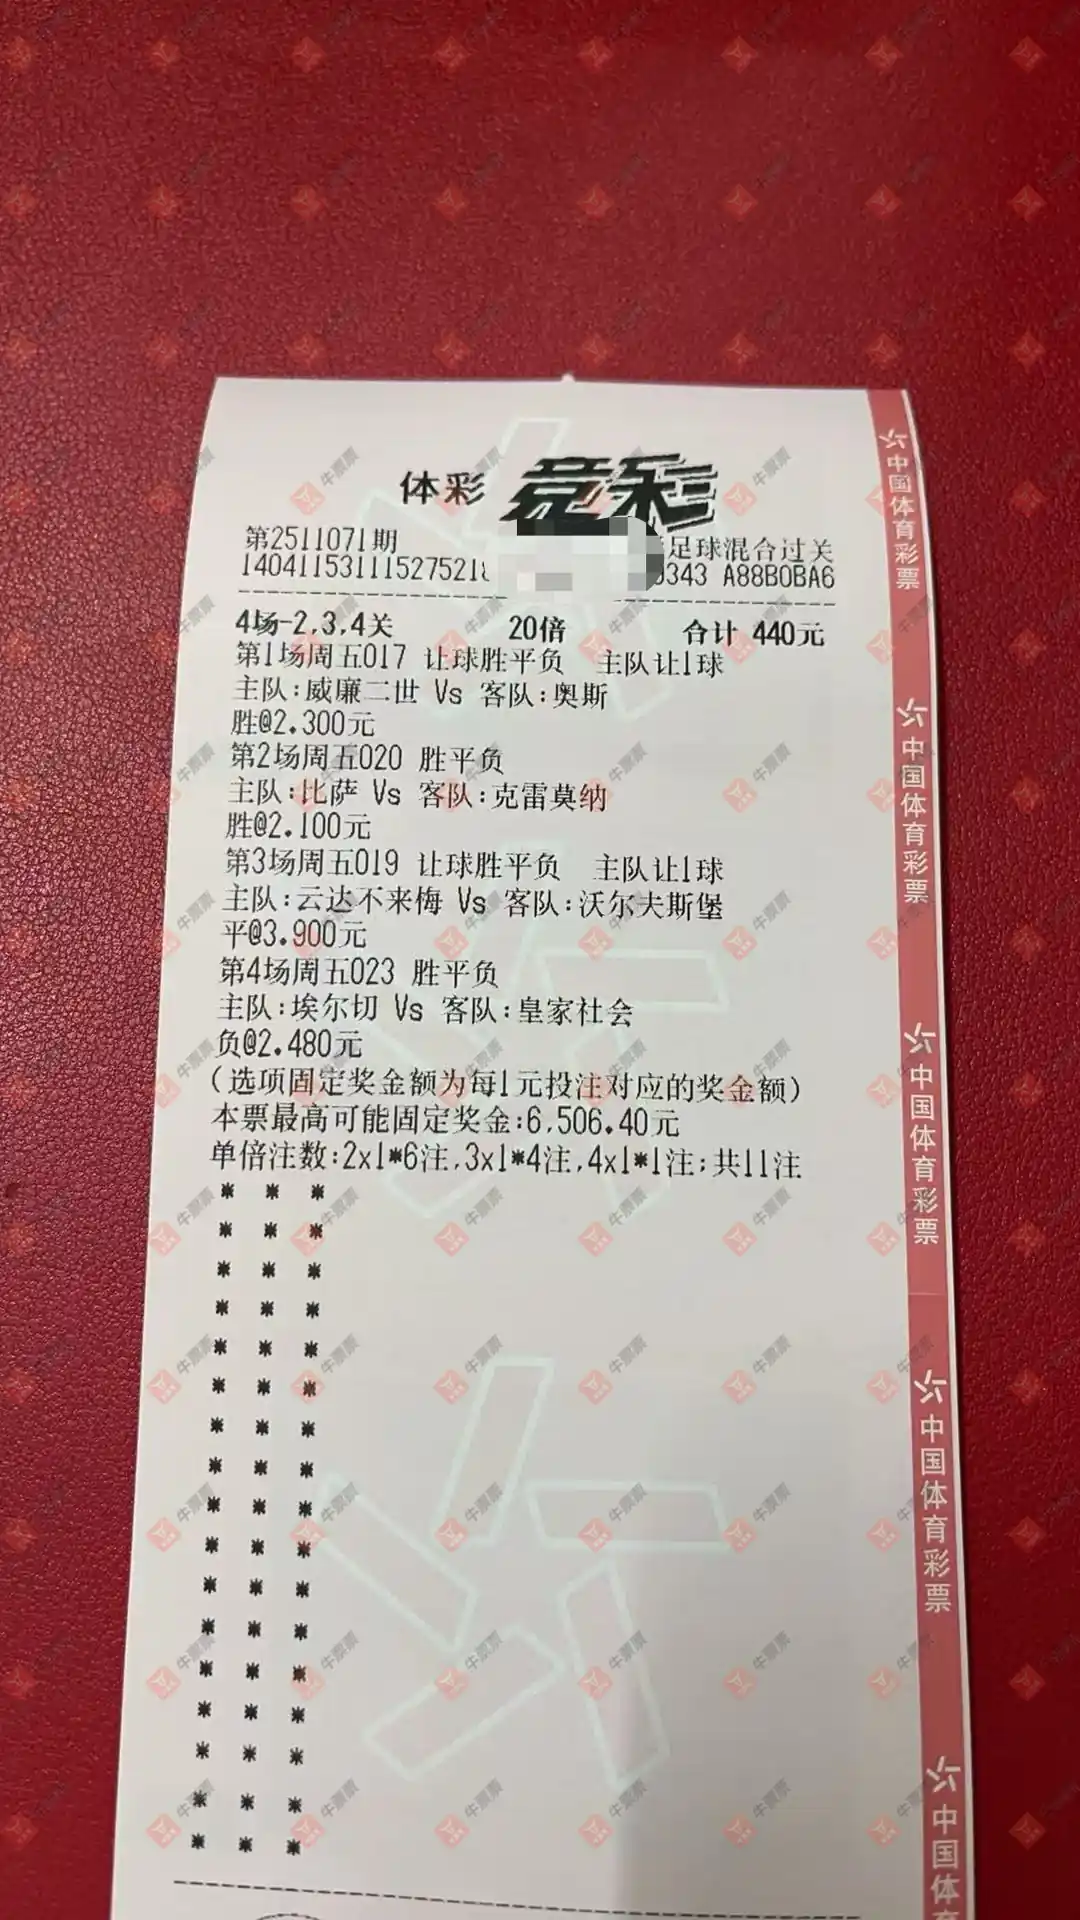 体彩 竞彩
第2511071期 足球混合过关
14041153111527521 0343 A88B0BA6
4场-2,3,4关 20倍 合计 440元
第1场周五017 让球胜平负 主队让1球
主队:威廉二世 Vs 客队:奥斯
胜@2.300元
第2场周五020 胜平负
主队:比萨 Vs 客队:克雷莫纳
胜@2.100元
第3场周五019 让球胜平负 主队让1球
主队:云达不来梅 Vs 客队:沃尔夫斯堡
平@3.900元
第4场周五023 胜平负
主队:埃尔切 Vs 客队:皇家社会
负@2.480元
(选项固定奖金额为每1元投注对应的奖金额)
本票最高可能固定奖金:6,506.40元
单倍注数:2x1*6注,3x1*4注,4x1*1注;共11注
中国体育彩票
中国体育彩票
中国体育彩票
中国体育彩票
中国体育
牛票票